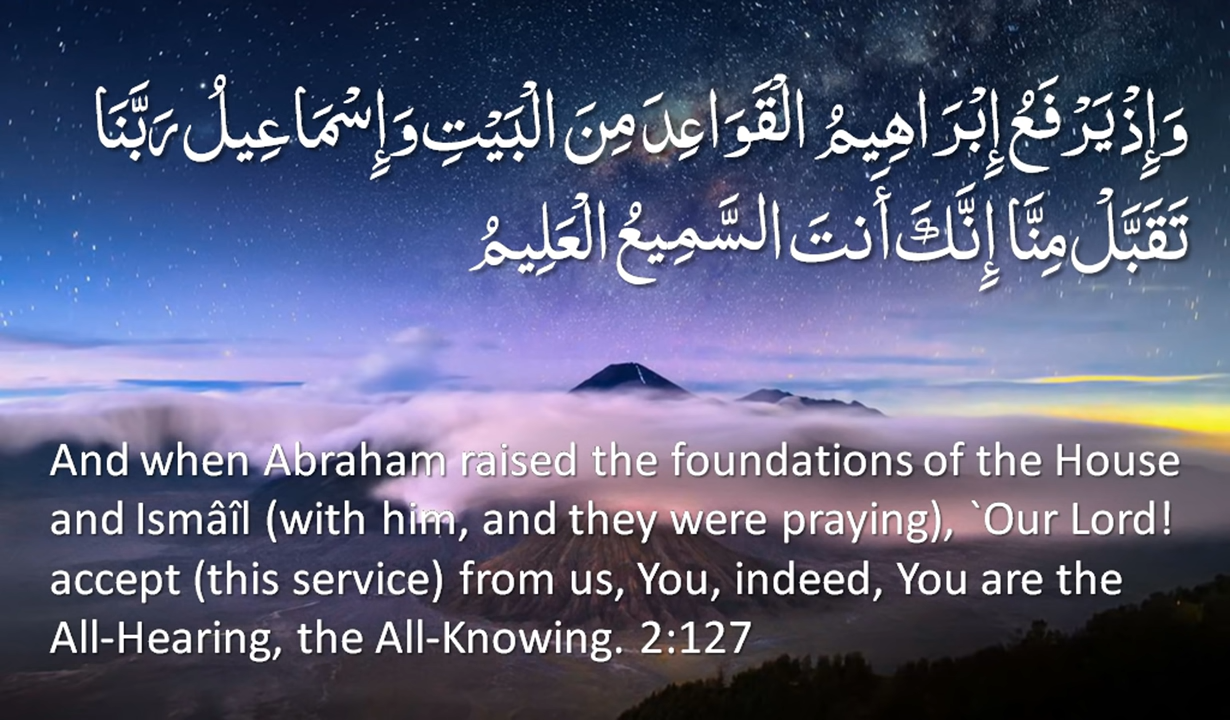 وَإِذْ يَرْفَعُ إِبْرَاهِيمُ الْقَوَاعِدَ مِنَ الْبَيْتِ وَإِسْمَاعِيلُ رَبَّنَا
تَقَبَّلْ مِنَّا إِنَّكَ أَنتَ السَّمِيعُ الْعَلِيمُ
And when Abraham raised the foundations of the House
and Ismâîl (with him, and they were praying), `Our Lord!
accept (this service) from us, You, indeed, You are the
All-Hearing, the All-Knowing. 2:127